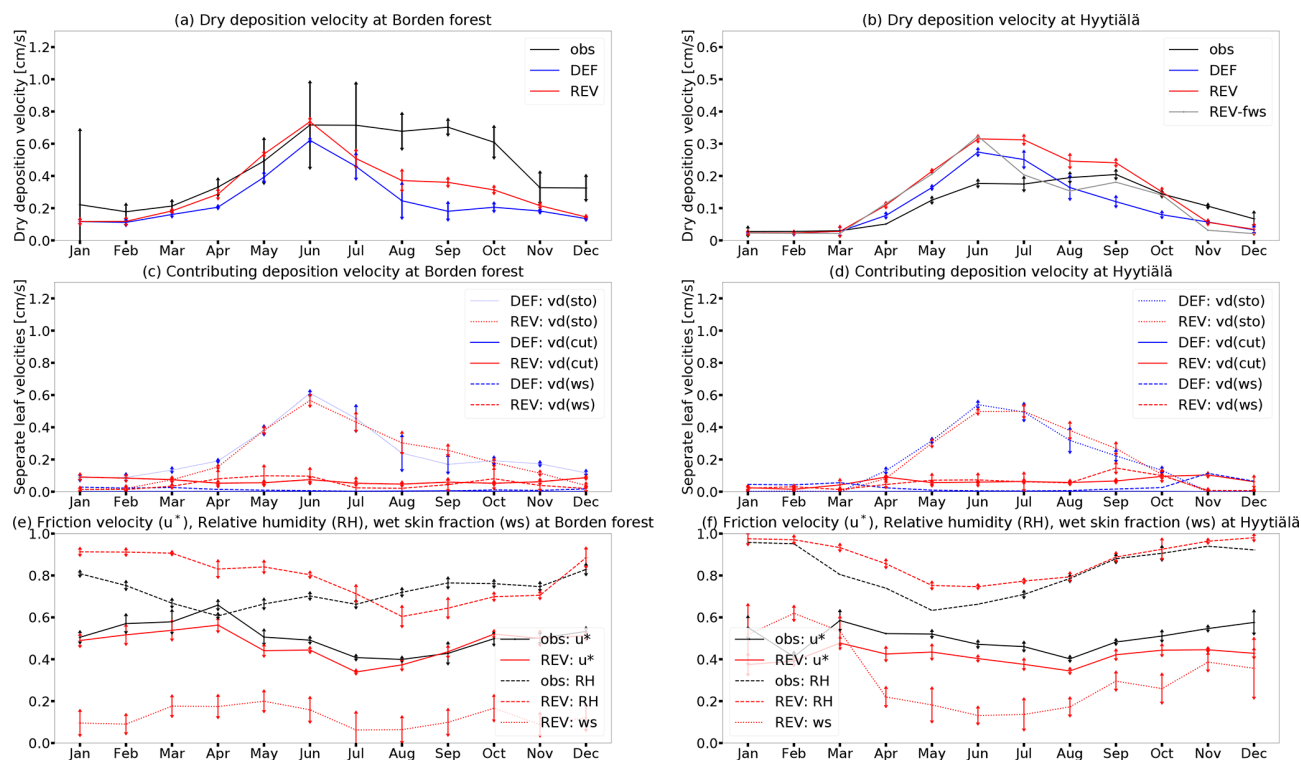 (a) Dry deposition velocity at Borden forest
Dry deposition velocity [cm/s]
1.2
1.0
0.8
0.6
0.4
0.2
0.0
obs
DEF
REV
Jan Feb Mar Apr May Jun Jul Aug Sep Oct Nov Dec
(b) Dry deposition velocity at Hyytiälä
Dry deposition velocity [cm/s]
0.6
0.5
0.4
0.3
0.2
0.1
0
obs
DEF
REV
REV-fws
Jan Feb Mar Apr May Jun Jul Aug Sep Oct Nov Dec
(c) Contributing deposition velocity at Borden forest
Seperate leaf velocities [cm/s]
1.2
1.0
0.8
0.6
0.4
0.2
0.0
DEF: vd(sto)
REV: vd(sto)
DEF: vd(cut)
REV: vd(cut)
DEF: vd(ws)
REV: vd(ws)
Jan Feb Mar Apr May Jun Jul Aug Sep Oct Nov Dec
(d) Contributing deposition velocity at Hyytiälä
Seperate leaf velocities [cm/s]
1.2
1.0
0.8
0.6
0.4
0.2
0.0
DEF: vd(sto)
REV: vd(sto)
DEF: vd(cut)
REV: vd(cut)
DEF: vd(ws)
REV: vd(ws)
Jan Feb Mar Apr May Jun Jul Aug Sep Oct Nov Dec
(e) Friction velocity (u*), Relative humidity (RH), wet skin fraction (ws) at Borden forest
1.0
0.8
0.6
0.4
0.2
0.0
obs: u*
REV: u*
obs: RH
REV: RH
REV: ws
Jan Feb Mar Apr May Jun Jul Aug Sep Oct Nov Dec
(f) Friction velocity (u*), Relative humidity (RH), wet skin fraction (ws) at Hyytiälä
1.0
0.8
0.6
0.4
0.2
0.0
obs: u*
REV: u*
obs: RH
REV: RH
REV: ws
Jan Feb Mar Apr May Jun Jul Aug Sep Oct Nov Dec